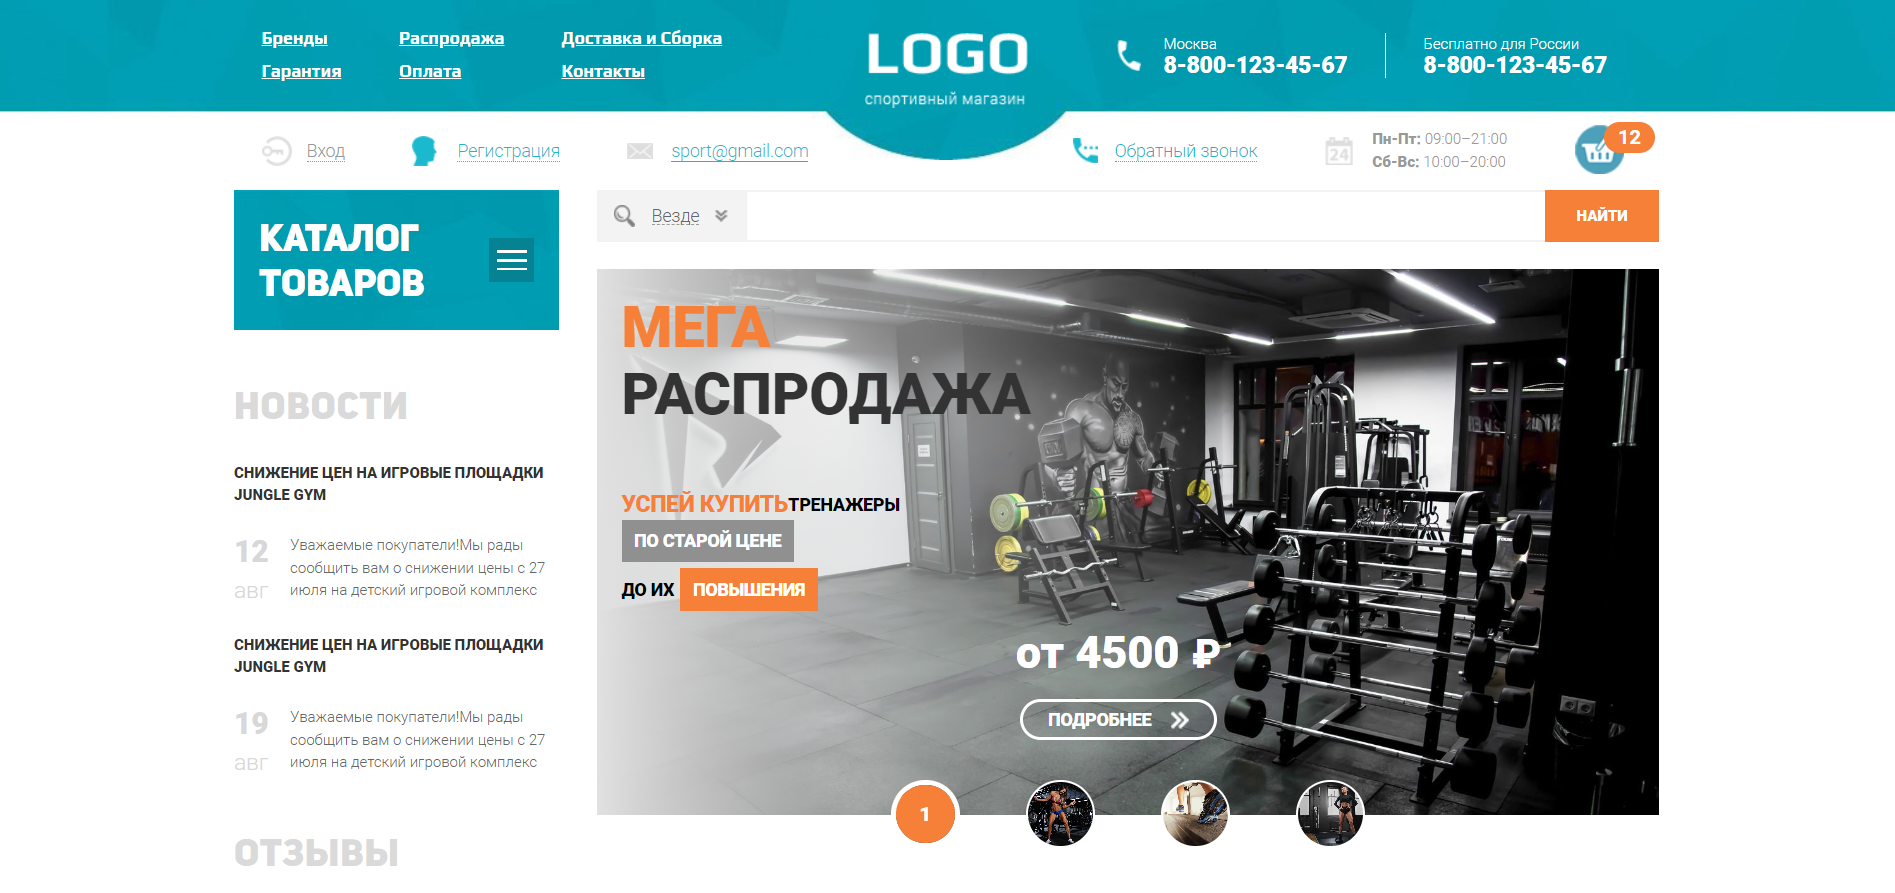 Бренды
Распродажа
Доставка и Сборка
Гарантия
Оплата
Контакты
LOGO
спортивный магазин
Москва
8-800-123-45-67
Бесплатно для России
8-800-123-45-67
Вход
Регистрация
sport@gmail.com
Обратный звонок
24
Пн-Пт: 09:00–21:00
Сб-Вс: 10:00–20:00
12
КАТАЛОГ
ТОВАРОВ
Везде
НАЙТИ
НОВОСТИ
СНИЖЕНИЕ ЦЕН НА ИГРОВЫЕ ПЛОЩАДКИ
JUNGLE GYM
12
авг
Уважаемые покупатели!Мы рады
сообщить вам о снижении цены с 27
июля на детский игровой комплекс
СНИЖЕНИЕ ЦЕН НА ИГРОВЫЕ ПЛОЩАДКИ
JUNGLE GYM
19
авг
Уважаемые покупатели!Мы рады
сообщить вам о снижении цены с 27
июля на детский игровой комплекс
ОТЗЫВЫ
МЕГА
РАСПРОДАЖА
УСПЕЙ КУПИТЬТРЕНАЖЕРЫ
ПО СТАРОЙ ЦЕНЕ
ДО ИХ ПОВЫШЕНИЯ
от 4500 ₽
ПОДРОБНЕЕ
1